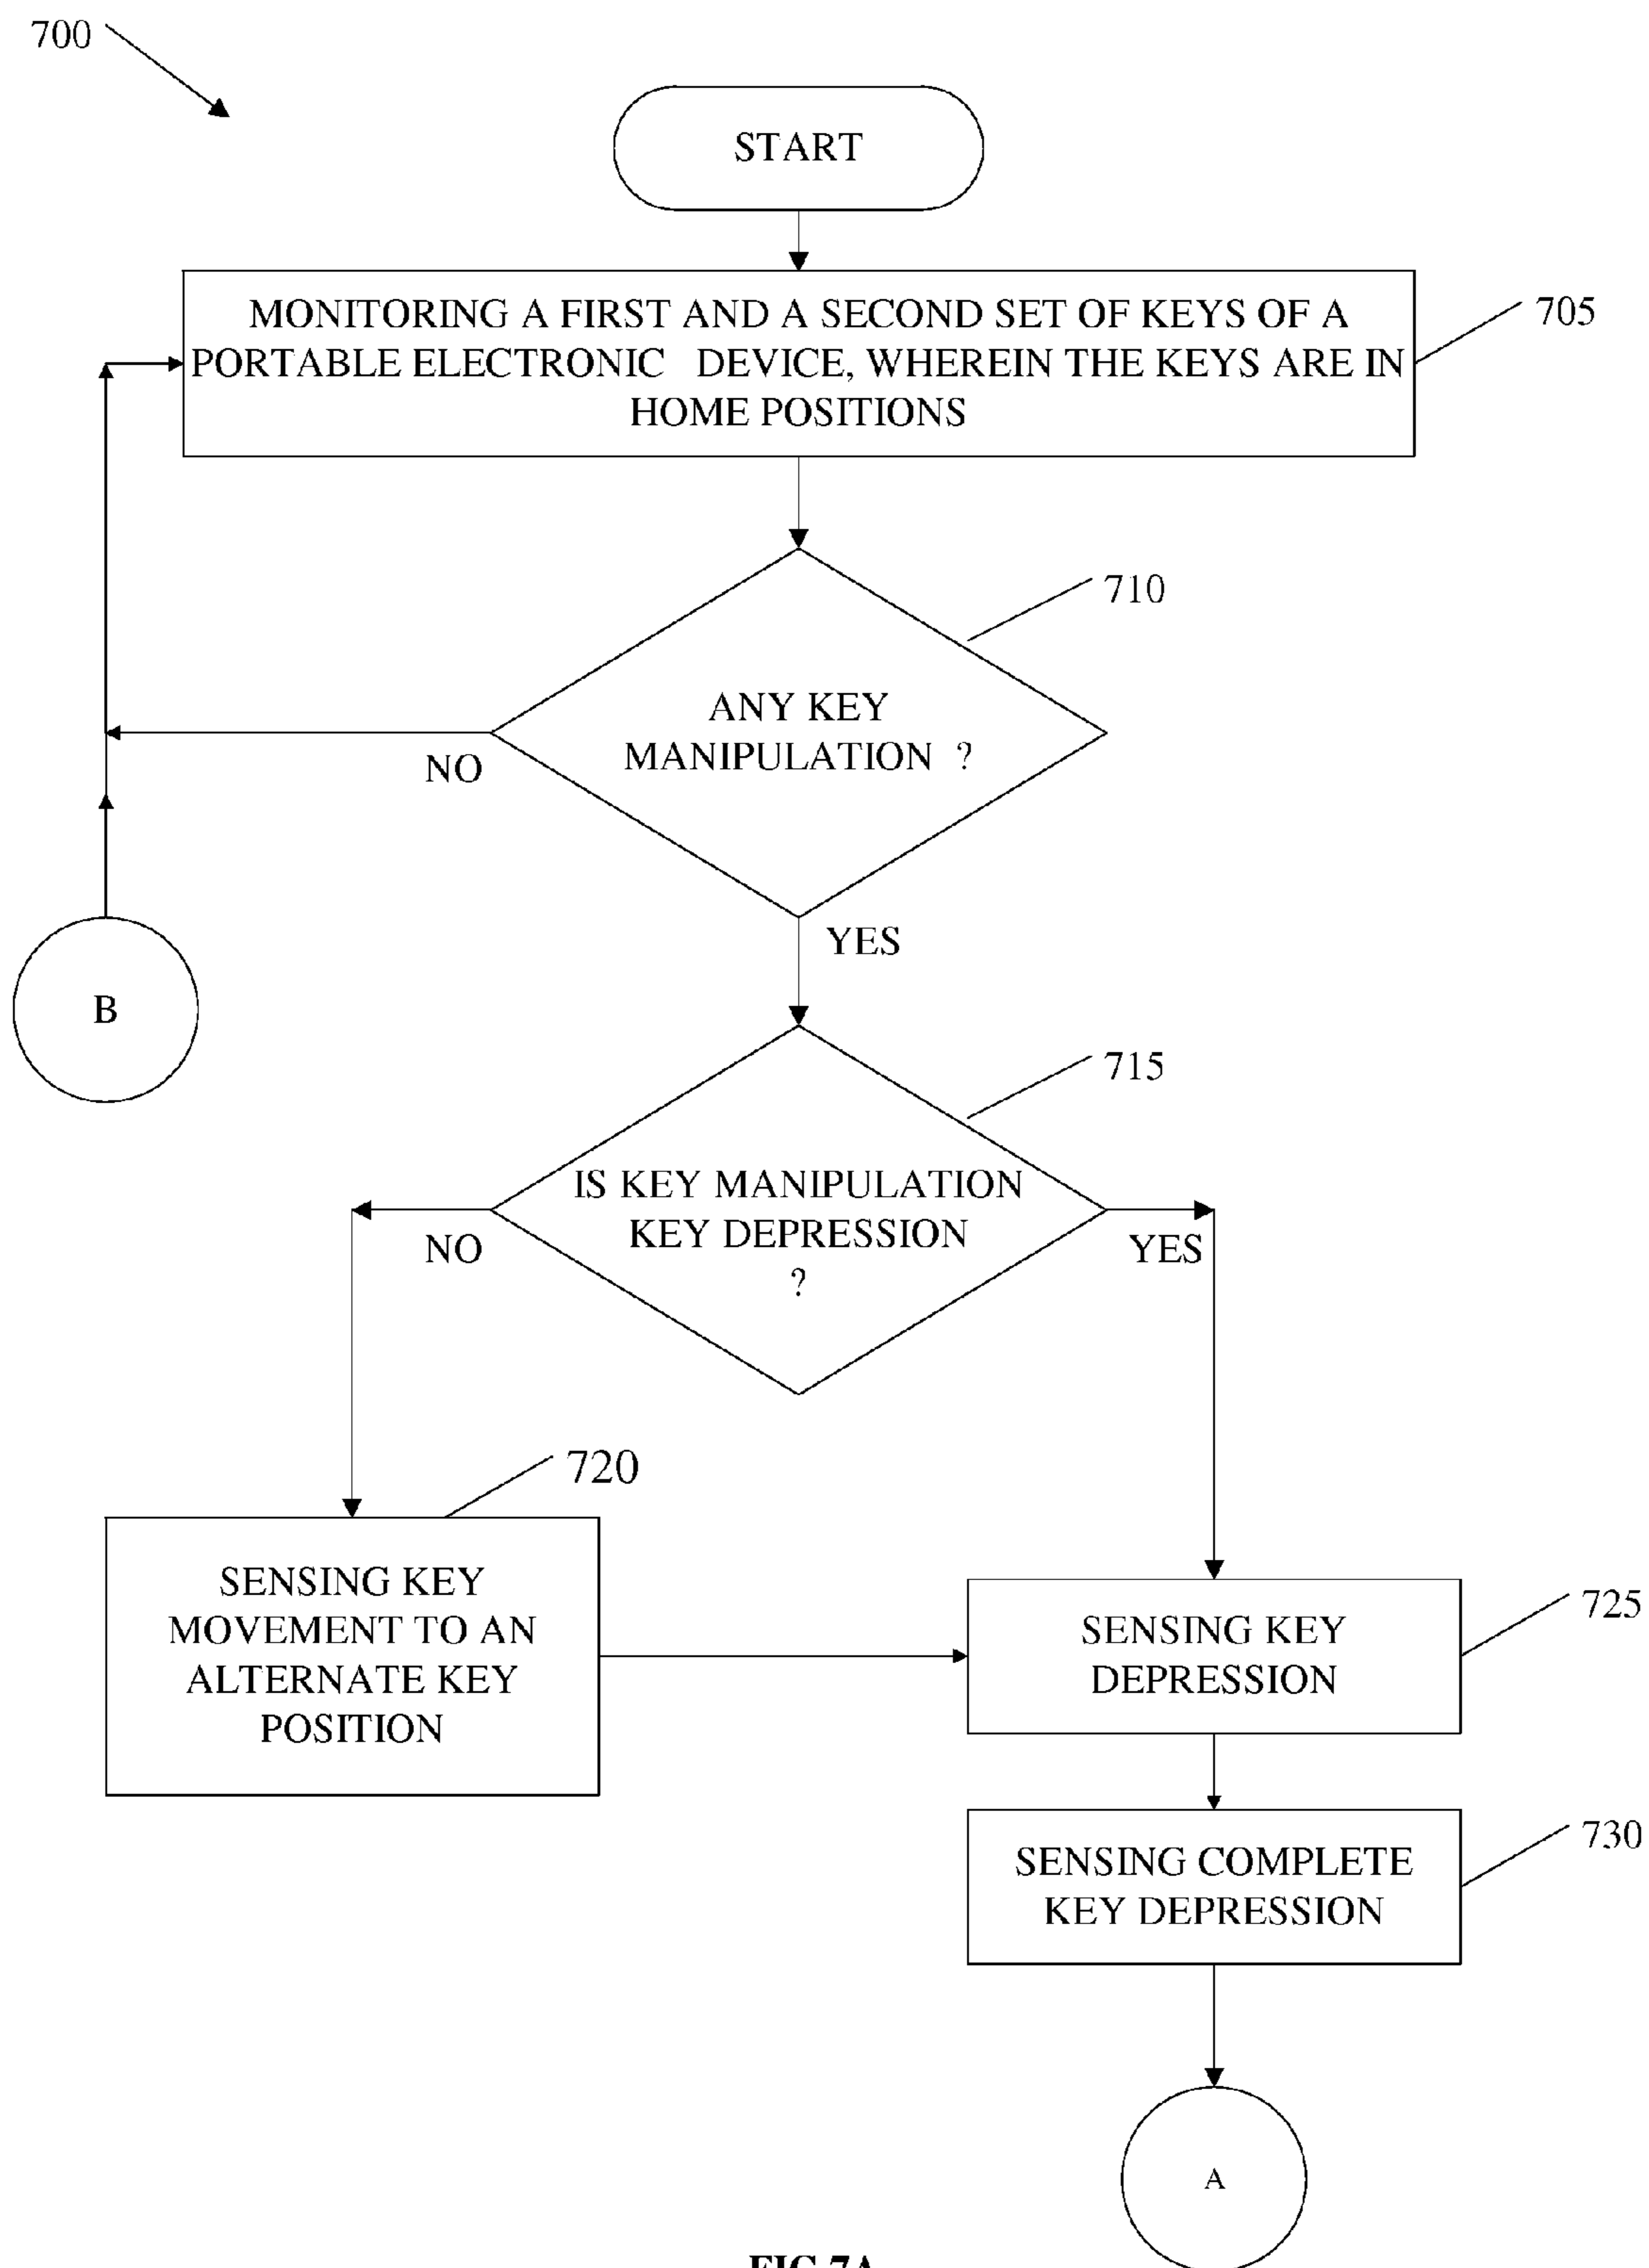 700
START
MONITORING A FIRST AND A SECOND SET OF KEYS OF A
PORTABLE ELECTRONIC DEVICE, WHEREIN THE KEYS ARE IN
HOME POSITIONS
705
710
ANY KEY
MANIPULATION ?
NO
YES
B
715
IS KEY MANIPULATION
KEY DEPRESSION
?
NO
YES
720
SENSING KEY
MOVEMENT TO AN
ALTERNATE KEY
POSITION
725
SENSING KEY
DEPRESSION
730
SENSING COMPLETE
KEY DEPRESSION
A
FIG 7A